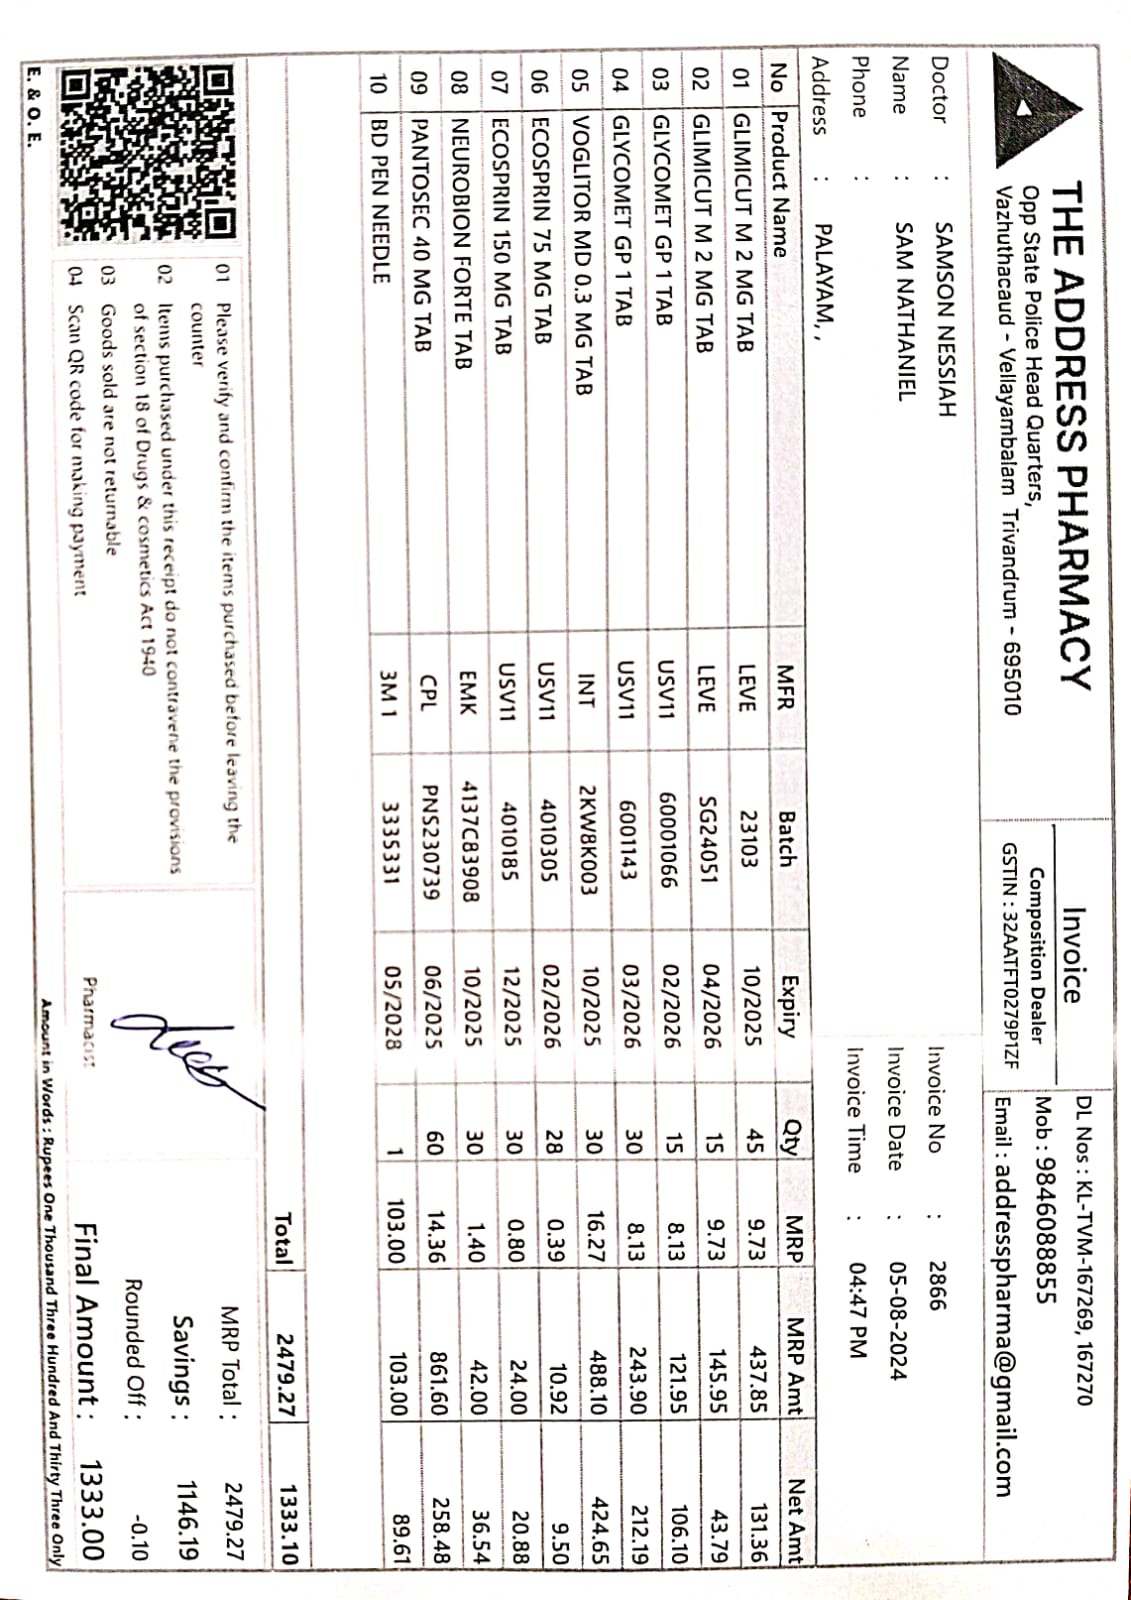 THE ADDRESS PHARMACY
Opp State Police Head Quarters,
Vazhuthacaud - Vellayambalam Trivandrum - 695010
Invoice
Composition Dealer
GSTIN : 32AATFT0279P1ZF
DL Nos : KL-TVM-167269, 167270
Mob : 9846088855
Email : addresspharma@gmail.com
Doctor : SAMSON NESSIAH
Name : SAM NATHANIEL
Phone :
Address : PALAYAM, ,
Invoice No : 2866
Invoice Date : 05-08-2024
Invoice Time : 04:47 PM
No Product Name MFR Batch Expiry Qty MRP MRP Amt Net Amt
01 GLIMICUT M 2 MG TAB LEVE 23103 10/2025 45 9.73 437.85 131.36
02 GLIMICUT M 2 MG TAB LEVE SG24051 04/2026 15 9.73 145.95 43.79
03 GLYCOMET GP 1 TAB USV11 60001066 02/2026 15 8.13 121.95 106.10
04 GLYCOMET GP 1 TAB USV11 6001143 03/2026 30 8.13 243.90 212.19
05 VOGLITOR MD 0.3 MG TAB INT 2KW8K003 10/2025 30 16.27 488.10 424.65
06 ECOSPRIN 75 MG TAB USV11 4010305 02/2026 28 0.39 10.92 9.50
07 ECOSPRIN 150 MG TAB USV11 4010185 12/2025 30 0.80 24.00 20.88
08 NEUROBION FORTE TAB EMK 4137C83908 10/2025 30 1.40 42.00 36.54
09 PANTOSEC 40 MG TAB CPL PNS230739 06/2025 60 14.36 861.60 258.48
10 BD PEN NEEDLE 3M 1 3335331 05/2028 1 103.00 103.00 89.61
Total 2479.27 1333.10
01 Please verify and confirm the items purchased before leaving the
counter
02 Items purchased under this receipt do not contravene the provisions
of section 18 of Drugs & cosmetics Act 1940
03 Goods sold are not returnable
04 Scan QR code for making payment
Pharmacist
MRP Total : 2479.27
Savings : 1146.19
Rounded Off : -0.10
Final Amount : 1333.00
Amount in Words : Rupees One Thousand Three Hundred And Thirty Three Only
E. & O. E.